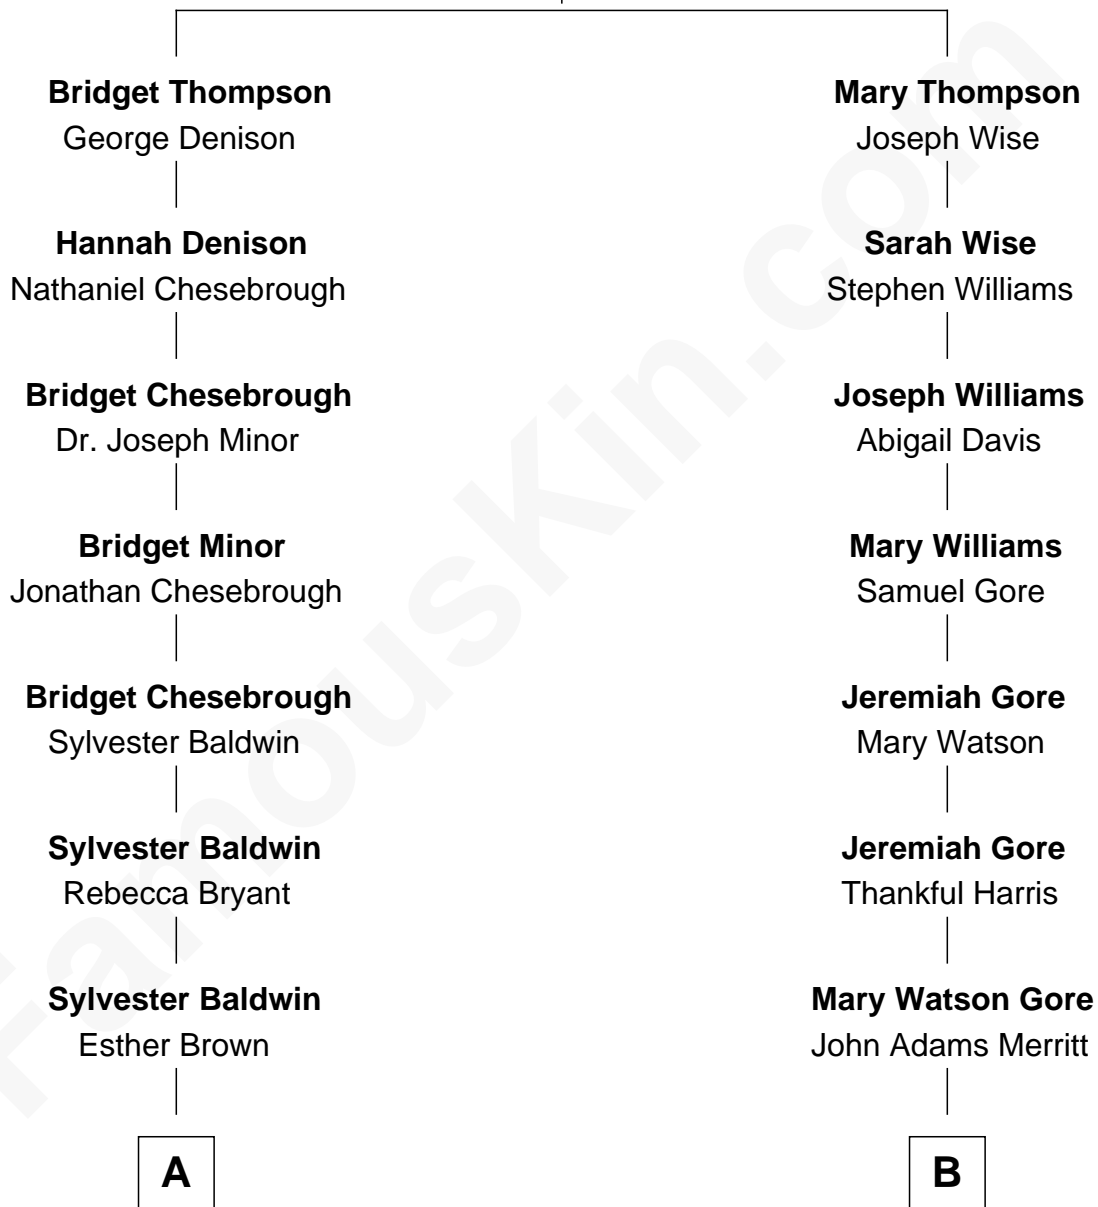 Bridget Thompson
George Denison
Hannah Denison
Nathaniel Chesebrough
Bridget Chesebrough
Dr. Joseph Minor
Bridget Minor
Jonathan Chesebrough
Bridget Chesebrough
Sylvester Baldwin
Sylvester Baldwin
Rebecca Bryant
Sylvester Baldwin
Esther Brown
A
Mary Thompson
Joseph Wise
Sarah Wise
Stephen Williams
Joseph Williams
Abigail Davis
Mary Williams
Samuel Gore
Jeremiah Gore
Mary Watson
Jeremiah Gore
Thankful Harris
Mary Watson Gore
John Adams Merritt
B
FamousKin.com